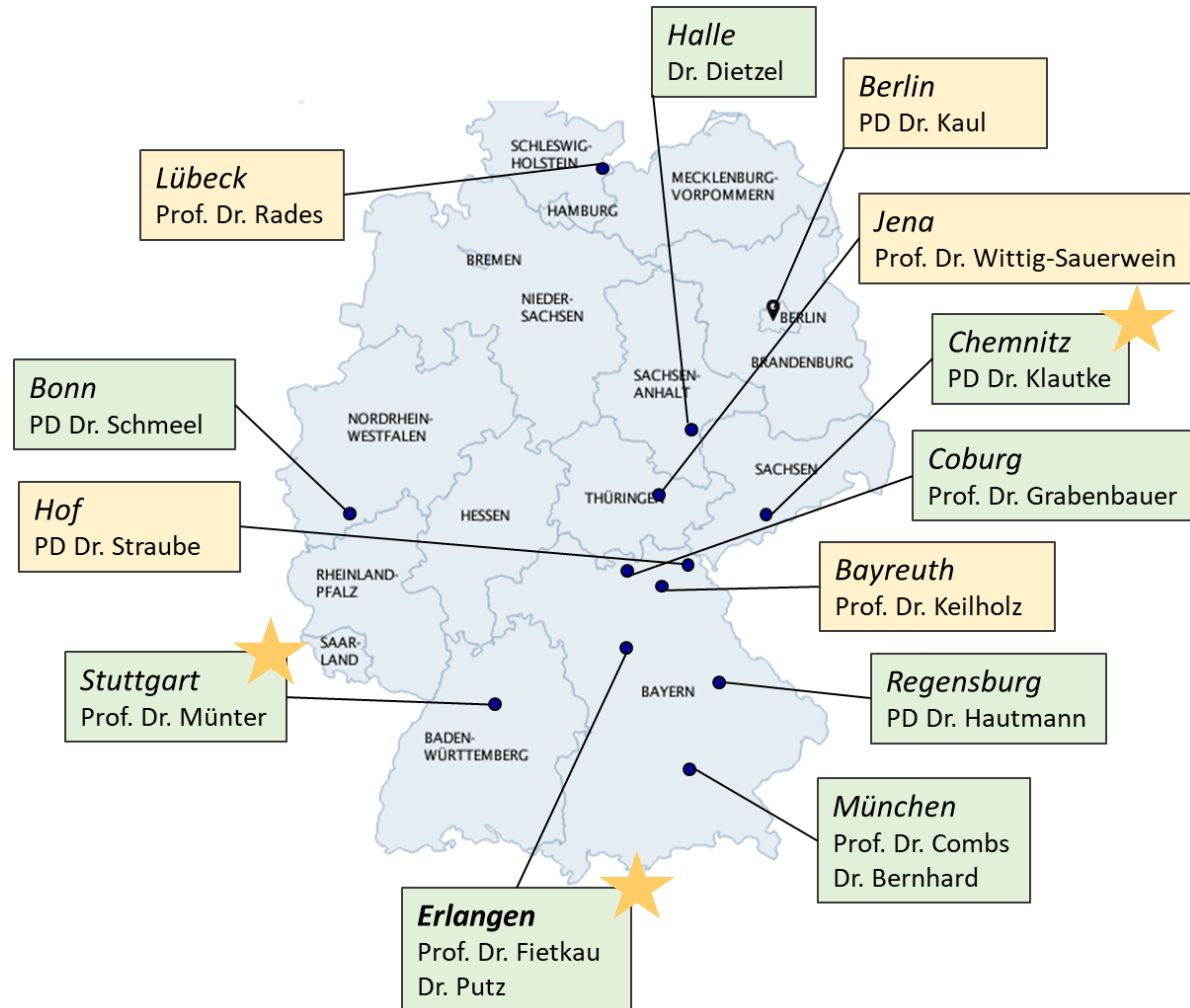 Halle
Dr. Dietzel
Berlin
PD Dr. Kaul
Lübeck
Prof. Dr. Rades
SCHLESWIG-
HOLSTEIN
MECKLENBURG-
VORPOMMERN
HAMBURG
Jena
Prof. Dr. Wittig-Sauerwein
BREMEN
NIEDER-
SACHSEN
BERLIN
BRANDENBURG
Chemnitz
PD Dr. Klautke
SACHSEN-
ANHALT
Bonn
PD Dr. Schmeel
NORDRHEIN-
WESTFALEN
SACHSEN
Coburg
Prof. Dr. Grabenbauer
THÜRINGEN
HESSEN
Hof
PD Dr. Straube
RHEINLAND-
PFALZ
Bayreuth
Prof. Dr. Keilholz
SAAR-
LAND
Stuttgart
Prof. Dr. Münter
BAYERN
Regensburg
PD Dr. Hautmann
BADEN-
WÜRTTEMBERG
München
Prof. Dr. Combs
Dr. Bernhard
Erlangen
Prof. Dr. Fietkau
Dr. Putz